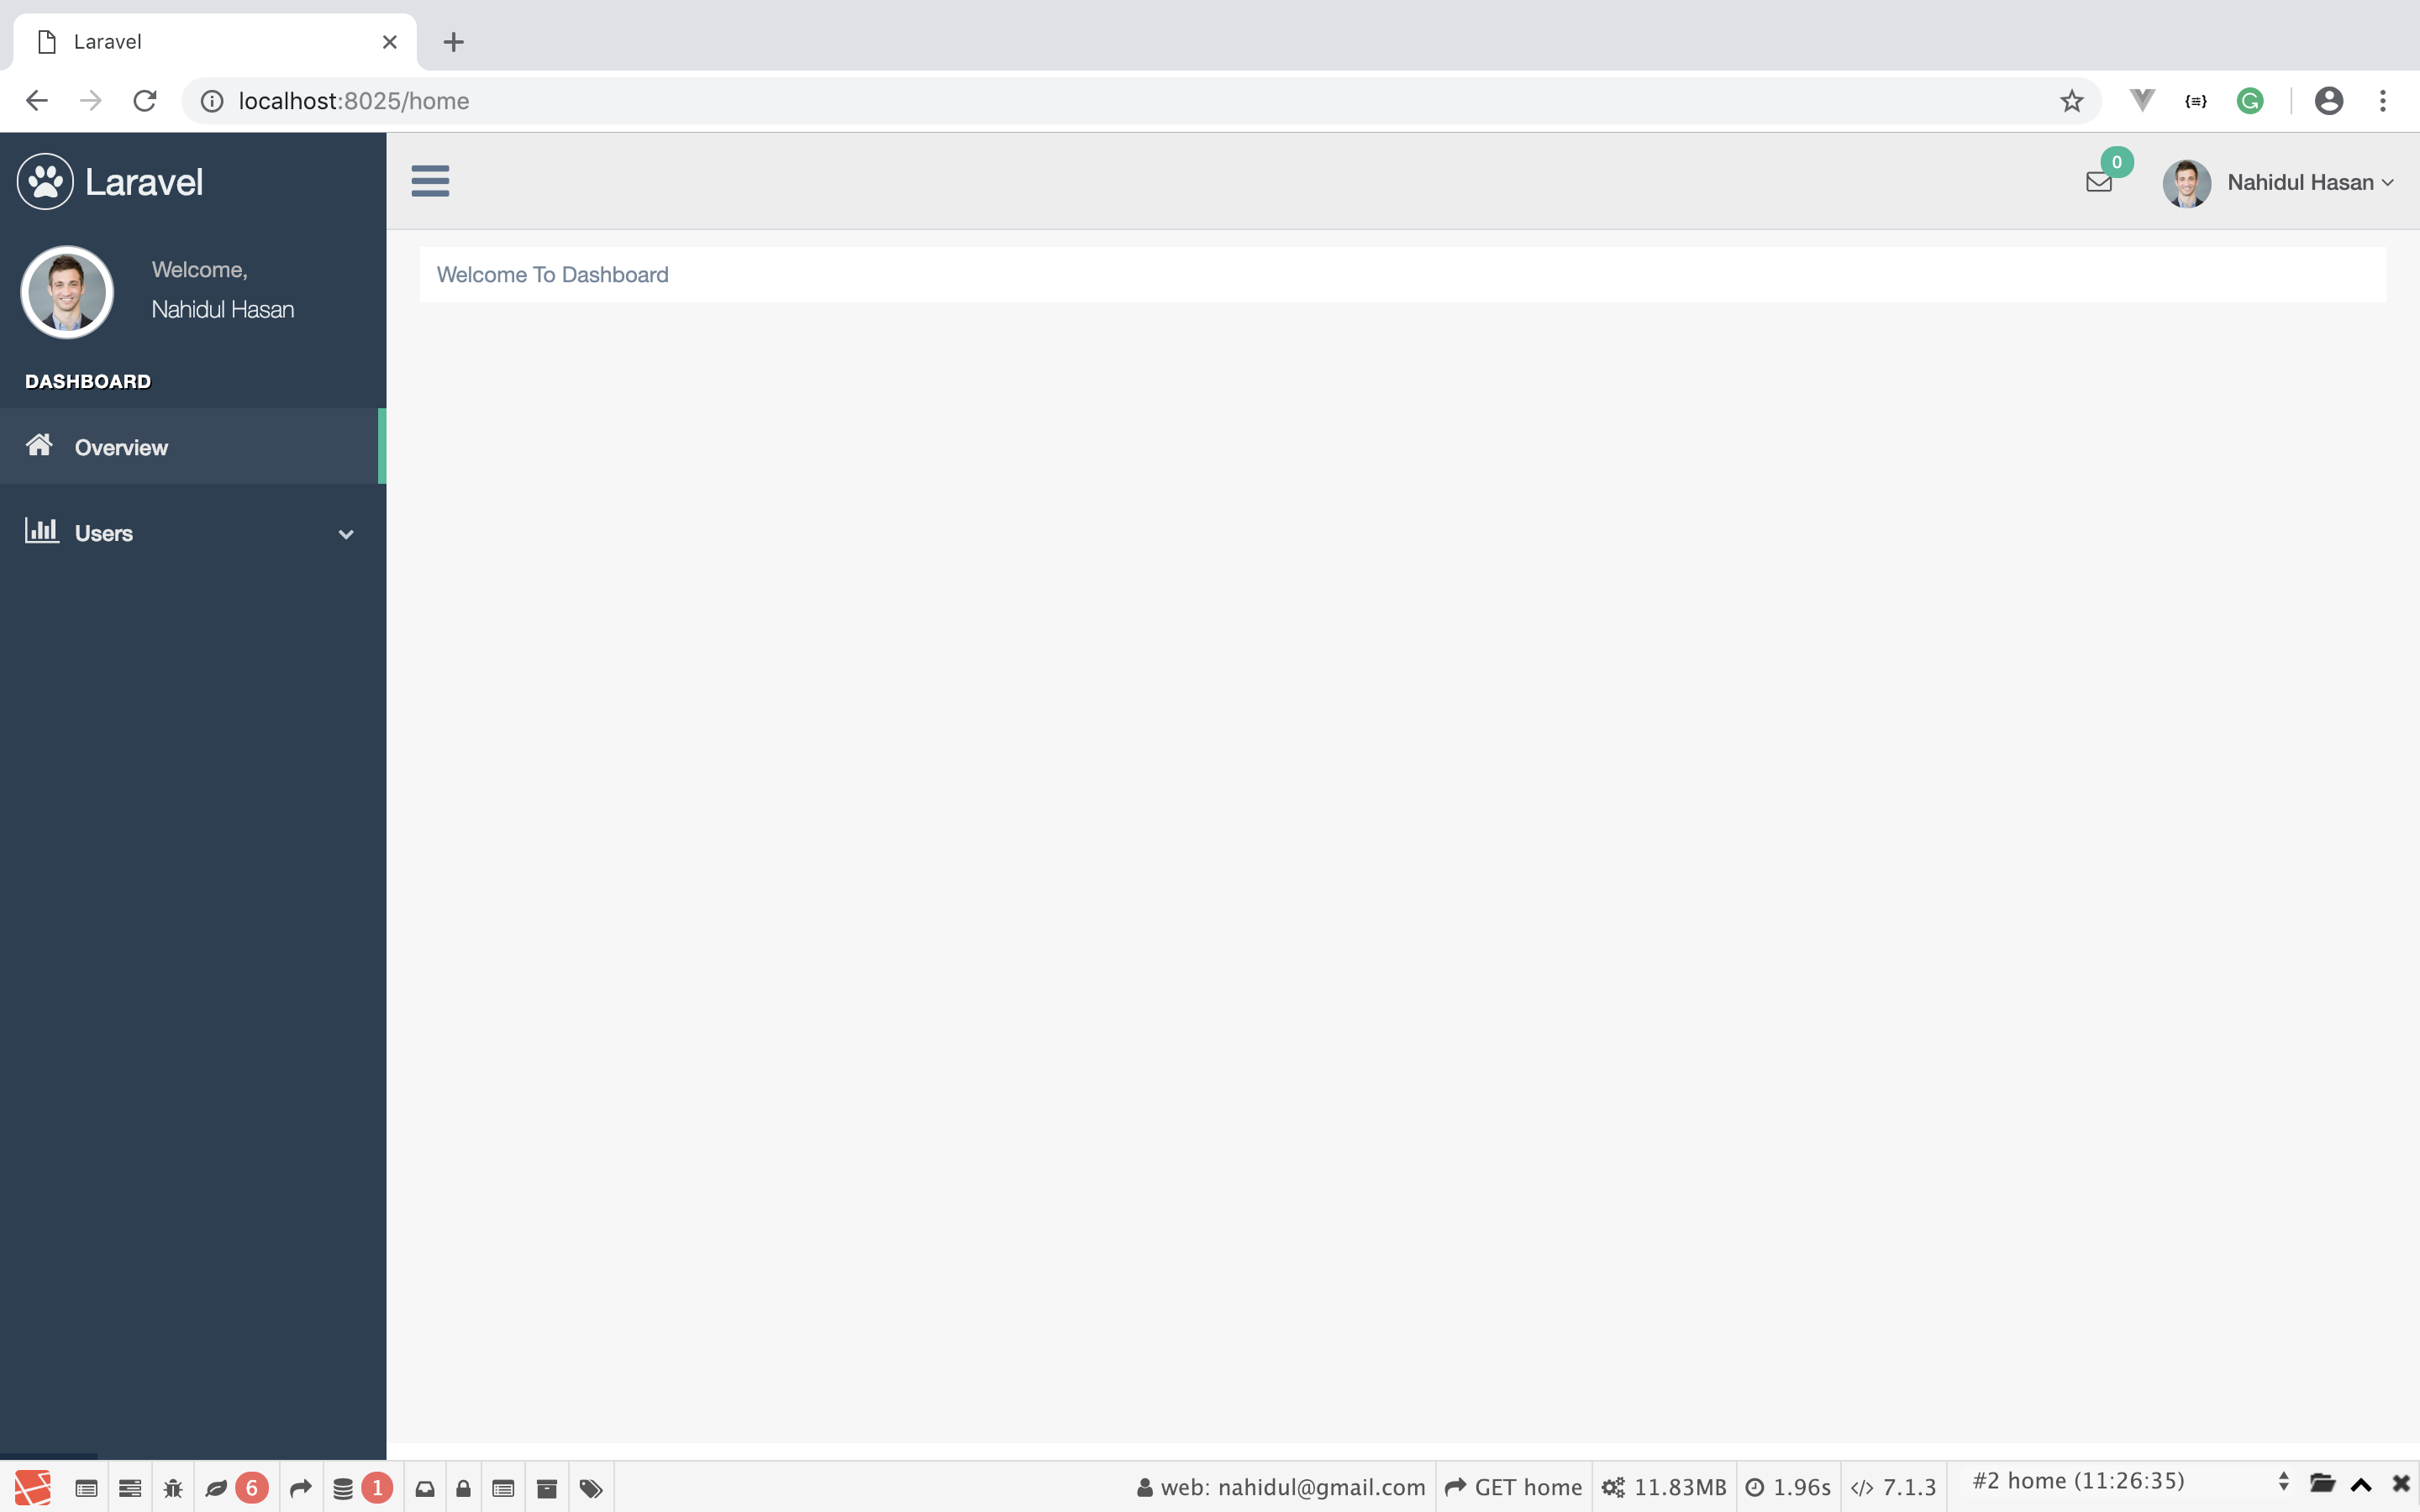 Laravel
localhost:8025/home
Laravel
0
Nahidul Hasan
Welcome,
Nahidul Hasan
Welcome To Dashboard
DASHBOARD
Overview
Users
6
1
web: nahidul@gmail.com
GET home
11.83MB
1.96s
7.1.3
#2 home (11:26:35)